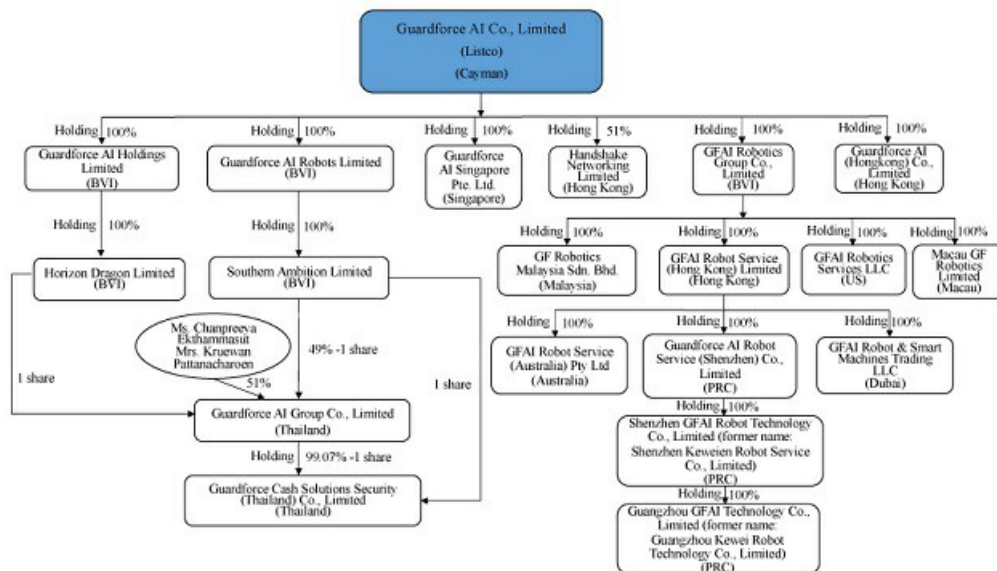 Guardforce AI Co., Limited
(Listco)
(Cayman)
Holding 100%
Holding 100%
Holding 100%
Holding 51%
Holding 100%
Holding 100%
Guardforce AI Holdings
Limited
(BVI)
Guardforce AI Robots Limited
(BVI)
Guardforce
AI Singapore
Pte. Ltd.
(Singapore)
Handshake
Networking
Limited
(Hong Kong)
GFAI Robotics
Group Co.,
Limited
(BVI)
Guardforce AI
(Hongkong) Co.,
Limited
(Hong Kong)
Holding 100%
Holding 100%
Holding 100%
Holding 100%
Holding 100%
Holding 100%
Horizon Dragon Limited
(BVI)
Southern Ambition Limited
(BVI)
GF Robotics
Malaysia Sdn. Bhd.
(Malaysia)
GFAI Robot Service
(Hong Kong) Limited
(Hong Kong)
GFAI Robotics
Services LLC
(US)
Macau GF
Robotics
Limited
(Macau)
Ms. Chanpreeya
Ekthammasut
Mrs. Kruewan
Pattanacharoen
49% -1 share
51%
1 share
1 share
100%
100%
100%
GFAI Robot Service
(Australia) Pty Ltd
(Australia)
Guardforce AI Robot
Service (Shenzhen) Co.,
Limited
(PRC)
GFAI Robot & Smart
Machines Trading
LLC
(Dubai)
Guardforce AI Group Co., Limited
(Thailand)
Holding 99.07% -1 share
Guardforce Cash Solutions Security
(Thailand) Co., Limited
(Thailand)
Holding 100%
Shenzhen GFAI Robot Technology
Co., Limited (former name:
Shenzhen Keweien Robot Service
Co., Limited)
(PRC)
Holding 100%
Guangzhou GFAI Technology Co.,
Limited (former name:
Guangzhou Kewei Robot
Technology Co., Limited)
(PRC)